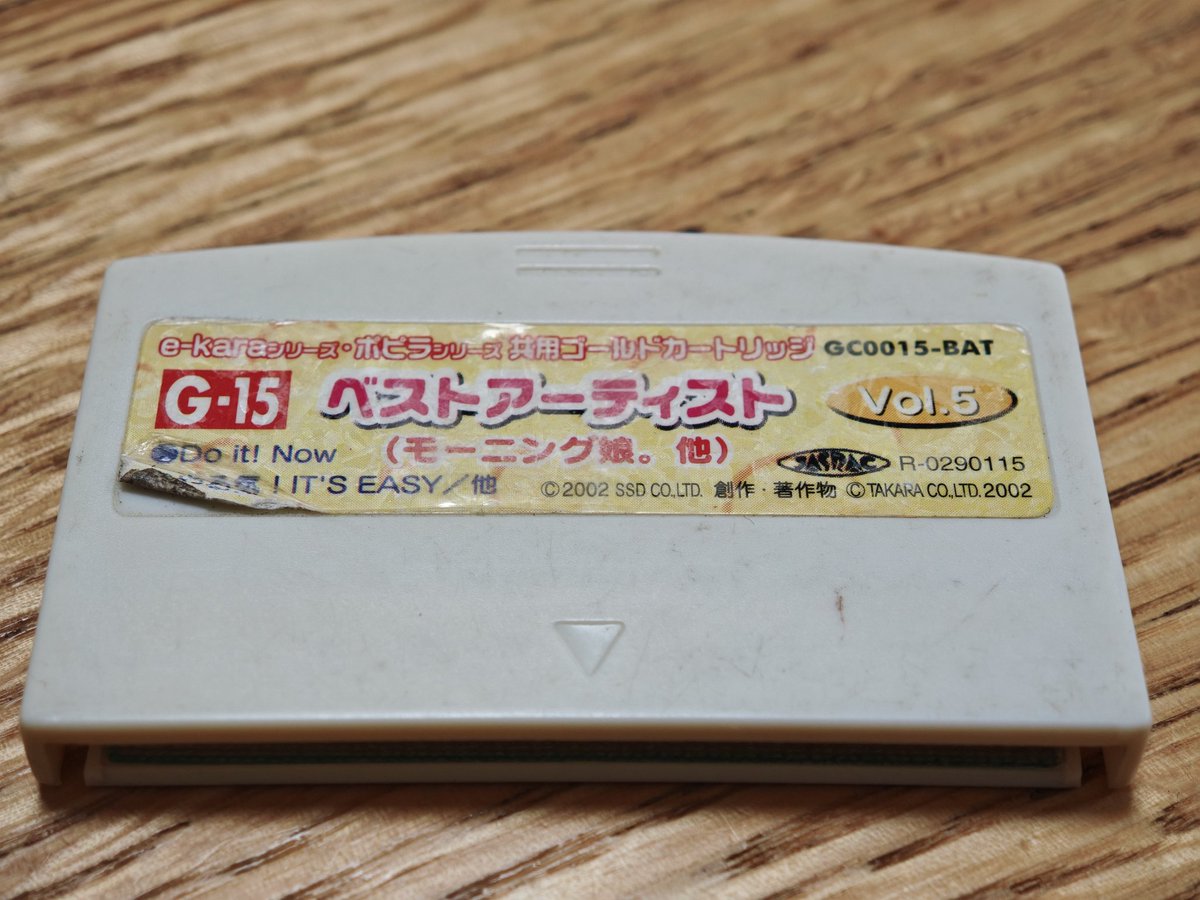 e-karaシリーズ・ポピラシリーズ 共用ゴールドカートリッジ GC0015-BAT
G-15 ベストアーティスト Vol.5
Do it! Now (モーニング娘。他) JASRAC R-0290115
！IT'S EASY／他 ©2002 SSD CO.,LTD. 創作・著作物 ©TAKARA CO.,LTD.2002